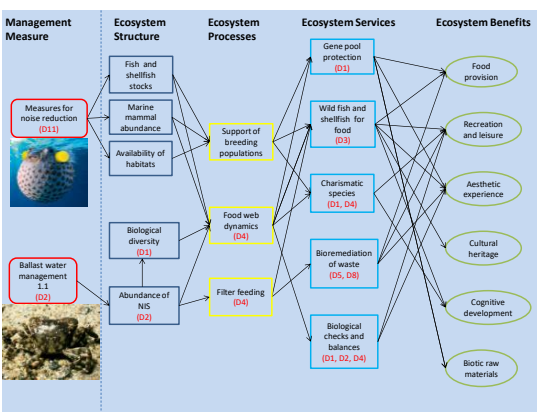 Management
Measure
Ecosystem
Structure
Ecosystem
Processes
Ecosystem Services
Ecosystem Benefits
Measures for
noise reduction
(D11)
Ballast water
management
1.1
(D2)
Fish and
shellfish
stocks
Marine
mammal
abundance
Availability of
habitats
Biological
diversity
(D1)
Abundance of
NIS
(D2)
Support of
breeding
populations
Food web
dynamics
(D4)
Filter feeding
(D4)
Gene pool
protection
(D1)
Wild fish and
shellfish for
food
(D3)
Charismatic
species
(D1, D4)
Bioremediation
of waste
(D5, D8)
Biological
checks and
balances
(D1, D2, D4)
Food
provision
Recreation
and leisure
Aesthetic
experience
Cultural
heritage
Cognitive
development
Biotic raw
materials